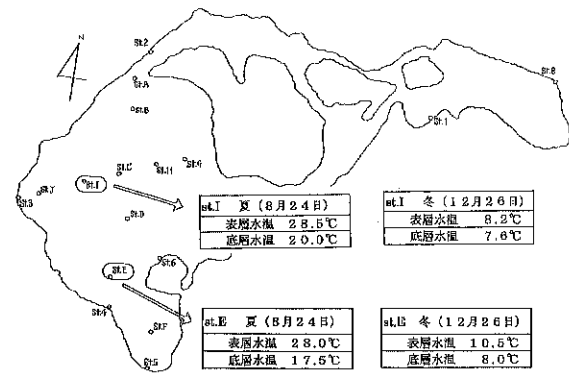 N
St.2
St.A
St.B
St.8
St.1
St.C
St.H
St.G
St.I
St.J
St.3
St.D
st.I 夏 (8月24日)
表層水温 28.5℃
底層水温 20.0℃
st.I 冬 (12月26日)
表層水温 8.2℃
底層水温 7.6℃
St.6
St.E
St.4
St.F
St.5
st.E 夏 (8月24日)
表層水温 28.0℃
底層水温 17.5℃
st.E 冬 (12月26日)
表層水温 10.5℃
底層水温 8.0℃